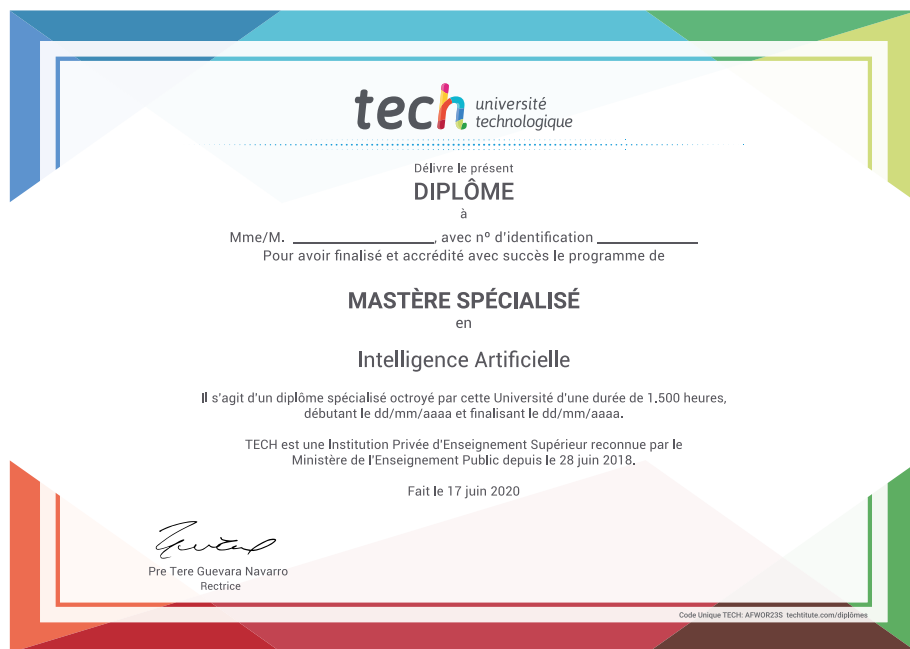 tech université
technologique
Délivre le présent
DIPLÔME
à
Mme/M. ____________________, avec nº d'identification ______________
Pour avoir finalisé et accrédité avec succès le programme de
MASTÈRE SPÉCIALISÉ
en
Intelligence Artificielle
Il s'agit d'un diplôme spécialisé octroyé par cette Université d'une durée de 1.500 heures,
débutant le dd/mm/aaaa et finalisant le dd/mm/aaaa.
TECH est une Institution Privée d'Enseignement Supérieur reconnue par le
Ministère de l'Enseignement Public depuis le 28 juin 2018.
Fait le 17 juin 2020
Pre Tere Guevara Navarro
Rectrice
Code Unique TECH: AFWOR23S techtitute.com/diplômes